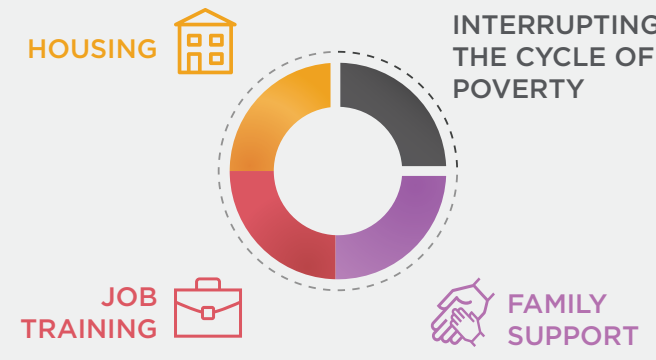 HOUSING
INTERRUPTING
THE CYCLE OF
POVERTY
JOB
TRAINING
FAMILY
SUPPORT